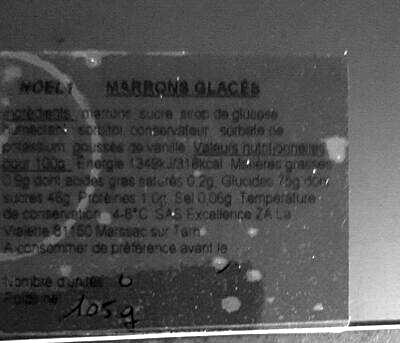 NOEL 1 MARRONS GLACÉS
Ingrédients : marrons, sucre, sirop de glucose,
humectant : sorbitol, conservateur : sorbate de
potassium, gousses de vanille. Valeurs nutritionnelles
pour 100g : Energie 1349kJ/318kcal, Matières grasses
0.9g dont acides gras saturés 0.2g, Glucides 75g dont
sucres 46g, Protéines 1.0g, Sel 0.06g. Température
de conservation : 4-8°C SAS Excellence ZA La
Vialette 81150 Marssac sur Tarn
A consommer de préférence avant le
Nombre d'unités 6
Poids net 105g